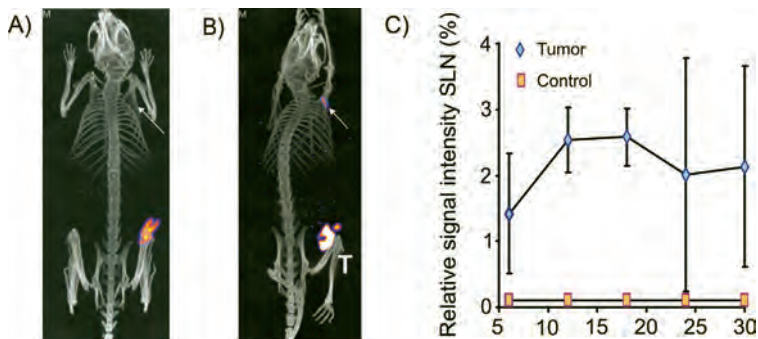 A)
M
B)
M
T
C)
Relative signal intensity SLN (%)
4
3
2
1
0
Tumor
Control
5
10
15
20
25
30